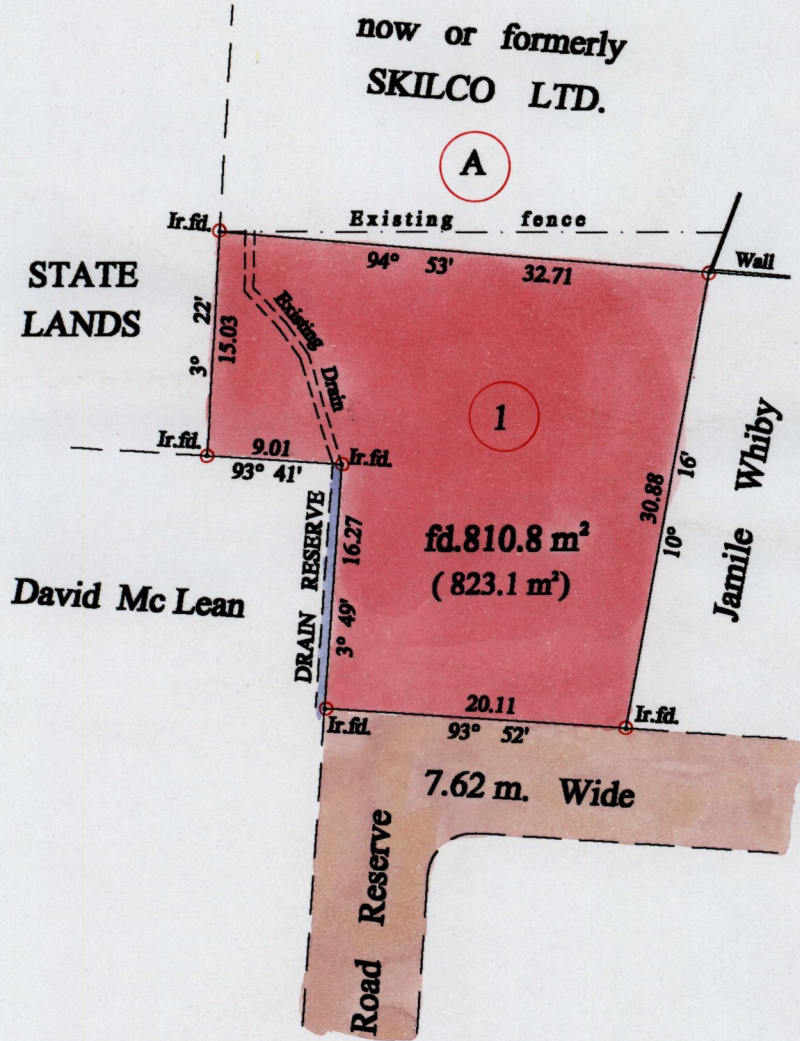 now or formerly
SKILCO LTD.
A
Ir.fd.
Existing fence
Wall
94° 53' 32.71
STATE
LANDS
3° 22'
15.03
Existing Drain
1
Jamile Whiby
30.88
10° 16'
Ir.fd.
9.01
93° 41'
Ir.fd.
DRAIN RESERVE
16.27
3° 49'
fd.810.8 m²
( 823.1 m²)
David Mc Lean
20.11
93° 52'
Ir.fd.
Ir.fd.
7.62 m. Wide
Road Reserve